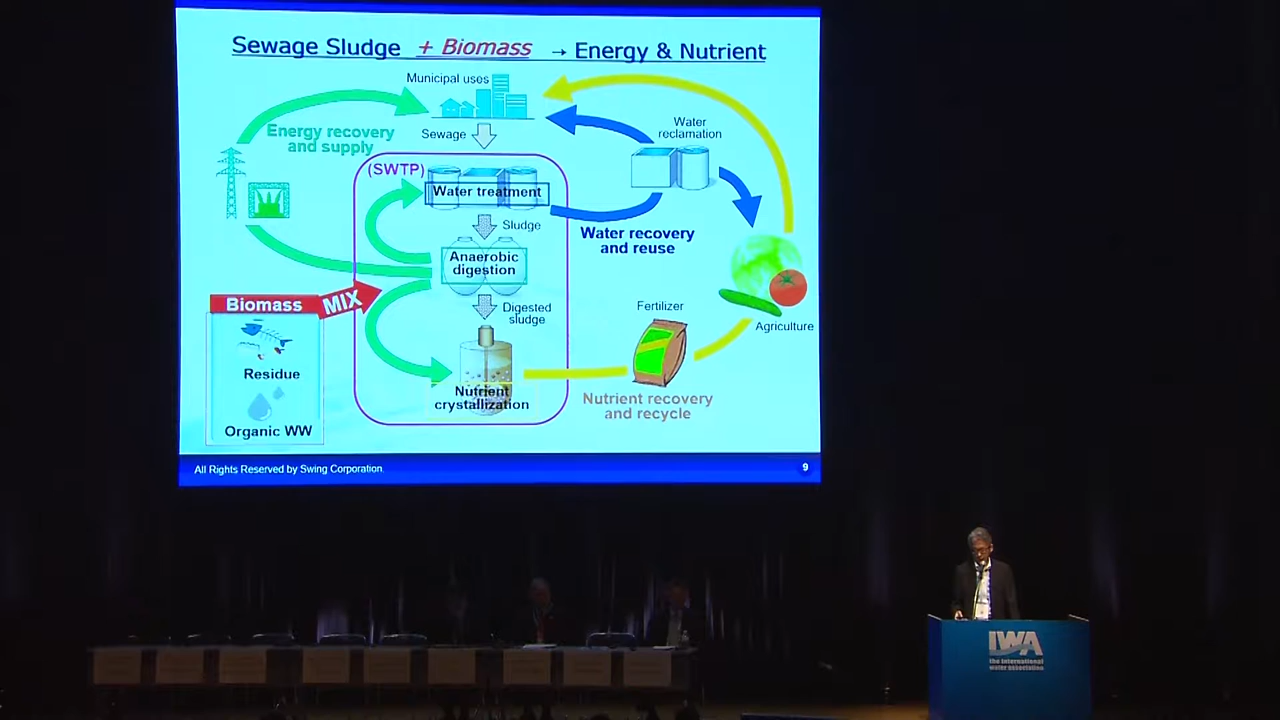 Sewage Sludge + Biomass → Energy & Nutrient
Municipal uses
Sewage
Energy recovery
and supply
Water
reclamation
(SWTP)
Water treatment
Sludge
Water recovery
and reuse
Anaerobic
digestion
Biomass
MIX
Digested
sludge
Fertilizer
Agriculture
Residue
Nutrient
crystallization
Nutrient recovery
and recycle
Organic WW
All Rights Reserved by Swing Corporation
9
IWA
the international
water association